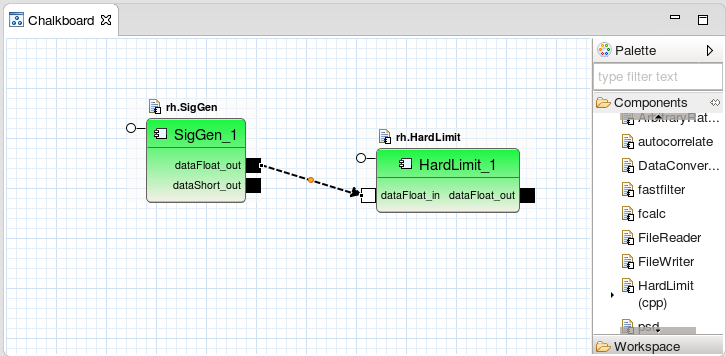 Chalkboard
Palette
type filter text
Components
ArbitraryRat...
autocorrelate
DataConver...
fastfilter
fcalc
FileReader
FileWriter
HardLimit
(cpp)
psd
Workspace
rh.SigGen
SigGen_1
dataFloat_out
dataShort_out
rh.HardLimit
HardLimit_1
dataFloat_in dataFloat_out